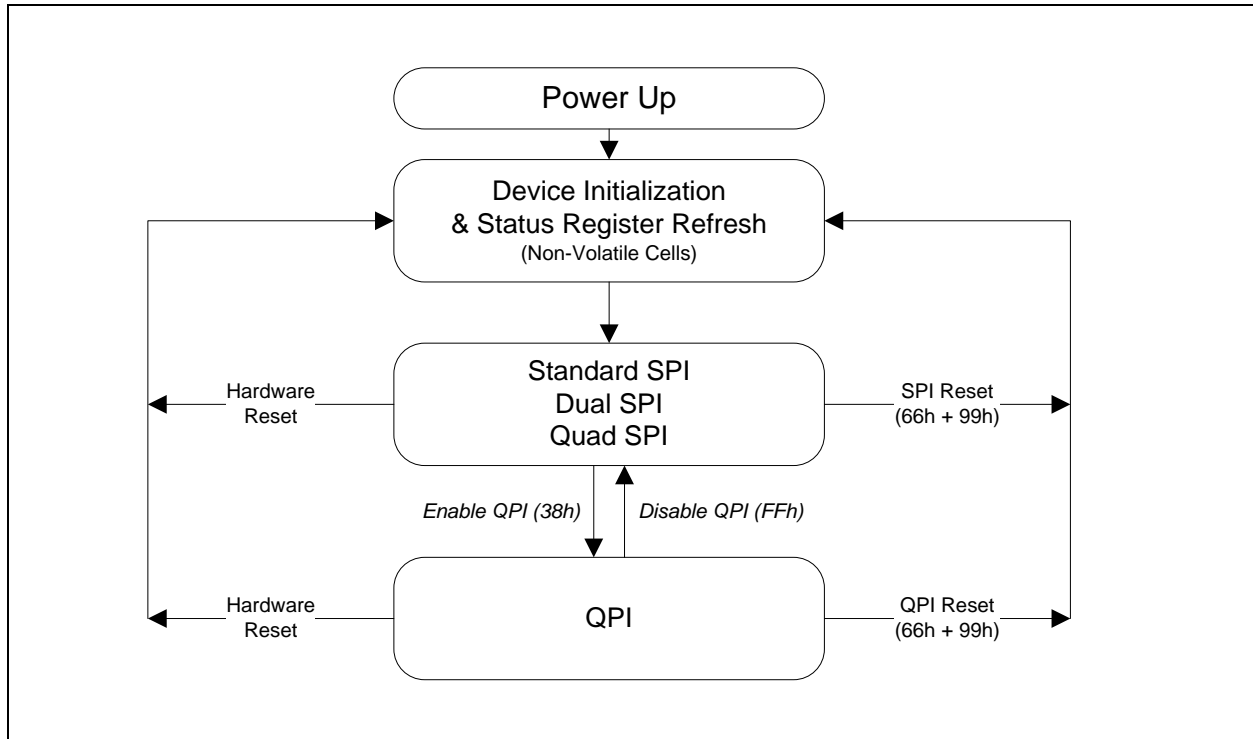 Power Up
Device Initialization
& Status Register Refresh
(Non-Volatile Cells)
Standard SPI
Dual SPI
Quad SPI
Hardware
Reset
SPI Reset
(66h + 99h)
Enable QPI (38h)
Disable QPI (FFh)
Hardware
Reset
QPI
QPI Reset
(66h + 99h)